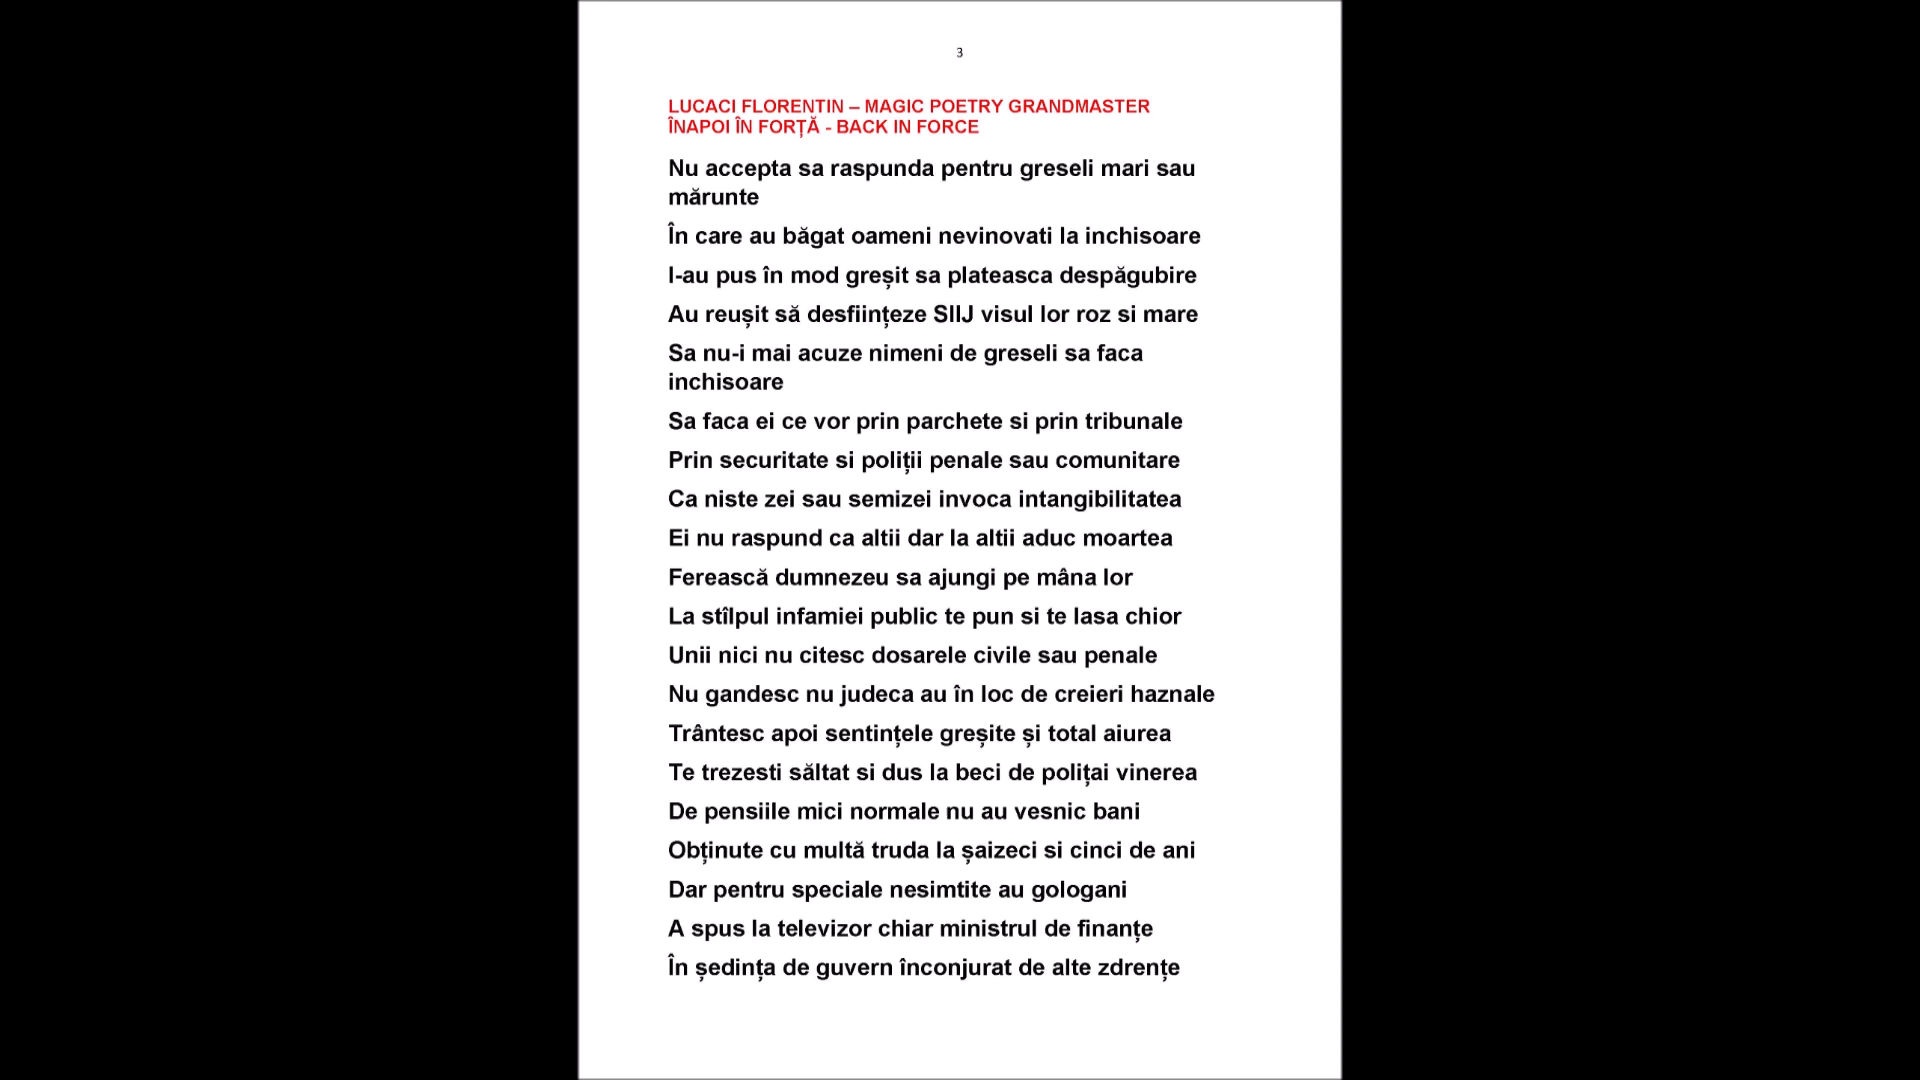 3
LUCACI FLORENTIN – MAGIC POETRY GRANDMASTER
ÎNAPOI ÎN FORȚĂ - BACK IN FORCE
Nu accepta sa raspunda pentru greseli mari sau
mărunte
În care au băgat oameni nevinovati la inchisoare
I-au pus în mod greșit sa plateasca despăgubire
Au reușit să desființeze SIIJ visul lor roz si mare
Sa nu-i mai acuze nimeni de greseli sa faca
inchisoare
Sa faca ei ce vor prin parchete si prin tribunale
Prin securitate si poliții penale sau comunitare
Ca niste zei sau semizei invoca intangibilitatea
Ei nu raspund ca altii dar la altii aduc moartea
Ferească dumnezeu sa ajungi pe mâna lor
La stîlpul infamiei public te pun si te lasa chior
Unii nici nu citesc dosarele civile sau penale
Nu gandesc nu judeca au în loc de creieri haznale
Trântesc apoi sentințele greșite și total aiurea
Te trezesti săltat si dus la beci de polițai vinerea
De pensiile mici normale nu au vesnic bani
Obținute cu multă truda la șaizeci si cinci de ani
Dar pentru speciale nesimtite au gologani
A spus la televizor chiar ministrul de finanțe
În ședința de guvern înconjurat de alte zdrențe